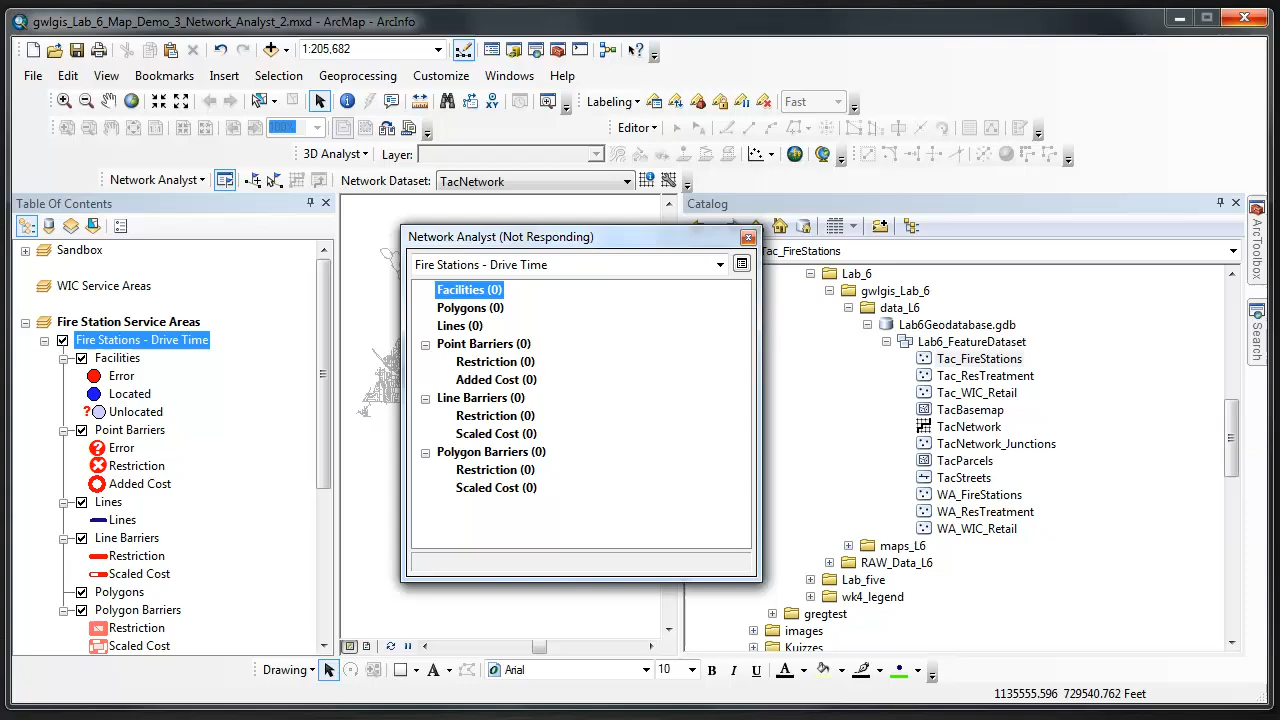 gwlgis_Lab_6_Map_Demo_3_Network_Analyst_2.mxd - ArcMap - ArcInfo
1:205,682
File Edit View Bookmarks Insert Selection Geoprocessing Customize Windows Help
Labeling Fast
100% Editor
3D Analyst Layer:
Network Analyst Network Dataset: TacNetwork
Table Of Contents
Sandbox
WIC Service Areas
Fire Station Service Areas
Fire Stations - Drive Time
Facilities
Error
Located
Unlocated
Point Barriers
Error
Restriction
Added Cost
Lines
Lines
Line Barriers
Restriction
Scaled Cost
Polygons
Polygon Barriers
Restriction
Scaled Cost
Network Analyst (Not Responding)
Fire Stations - Drive Time
Facilities (0)
Polygons (0)
Lines (0)
Point Barriers (0)
Restriction (0)
Added Cost (0)
Line Barriers (0)
Restriction (0)
Scaled Cost (0)
Polygon Barriers (0)
Restriction (0)
Scaled Cost (0)
Catalog
Tac_FireStations
Lab_6
gwlgis_Lab_6
data_L6
Lab6Geodatabase.gdb
Lab6_FeatureDataset
Tac_FireStations
Tac_ResTreatment
Tac_WIC_Retail
TacBasemap
TacNetwork
TacNetwork_Junctions
TacParcels
TacStreets
WA_FireStations
WA_ResTreatment
WA_WIC_Retail
maps_L6
RAW_Data_L6
Lab_five
wk4_legend
gregtest
images
Kuizzes
ArcToolbox
Search
Drawing A Arial 10 B I U A
1135555.596 729540.762 Feet